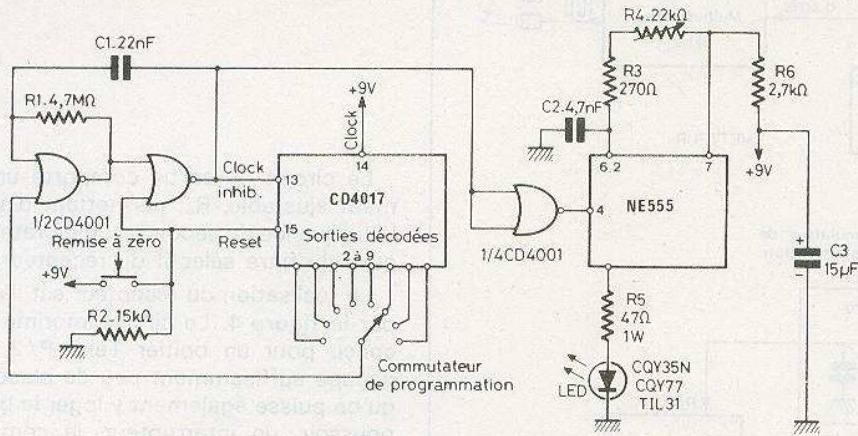 C1.22nF
R1.4,7MΩ
1/2CD4001
Remise à zéro
+9V
R2.15kΩ
Clock
inhib.
13
Reset
15
+9V
Clock
14
CD4017
Sorties décodées
2 à 9
Commutateur
de programmation
1/4CD4001
4
C2.4,7nF
R3
270Ω
R4.22kΩ
6.2
7
NE555
R5
47Ω
1W
LED
CQY35N
CQY77
TIL31
R6
2,7kΩ
+9V
+
C3
15µF
−